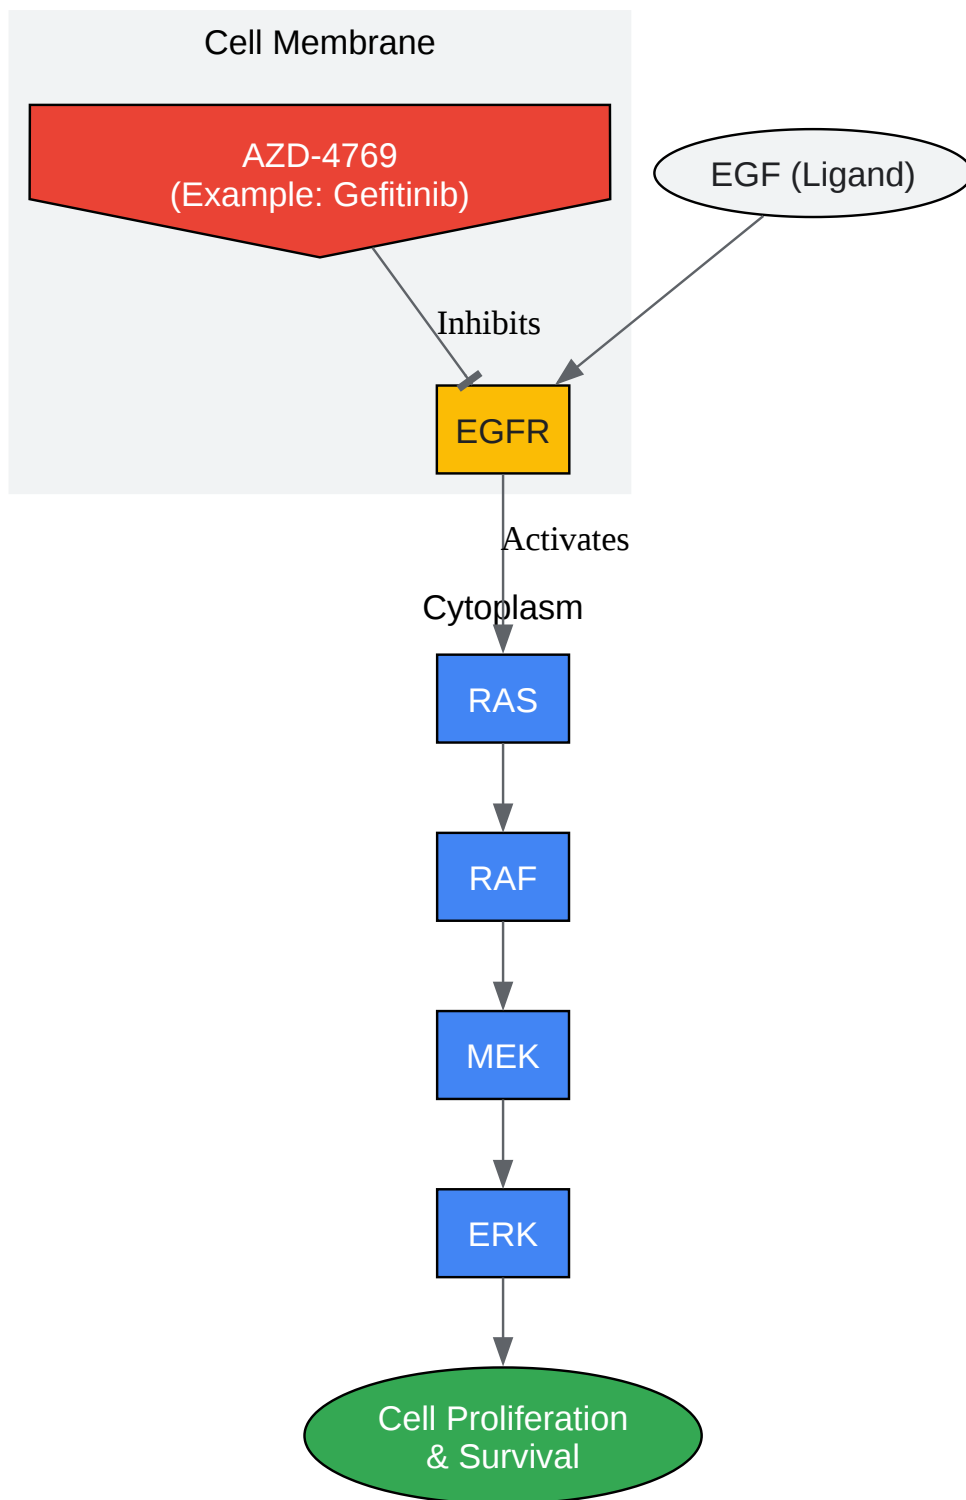 Cell Membrane
AZD-4769
(Example: Gefitinib)
EGF (Ligand)
Inhibits
EGFR
Activates
Cytoplasm
RAS
RAF
MEK
ERK
Cell Proliferation
& Survival